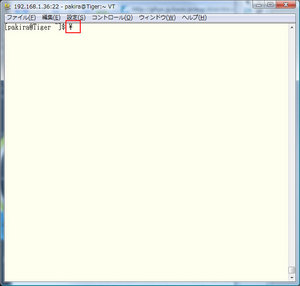 192.168.1.36:22 - pakira@Tiger:~ VT
ファイル(F) 編集(E) 設定(S) コントロール(O) ウィンドウ(W) ヘルプ(H)
[pakira@Tiger ~]$ ¥